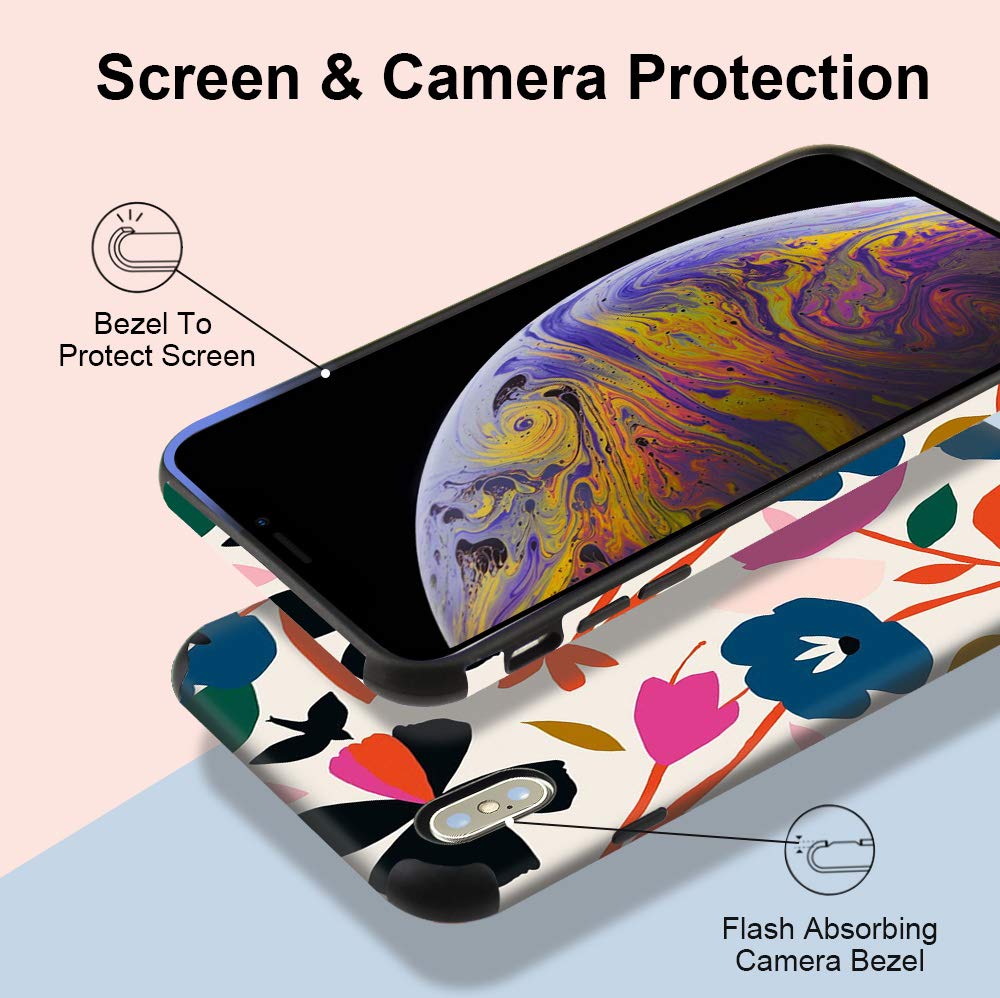 Screen & Camera Protection
Bezel To
Protect Screen
Flash Absorbing
Camera Bezel